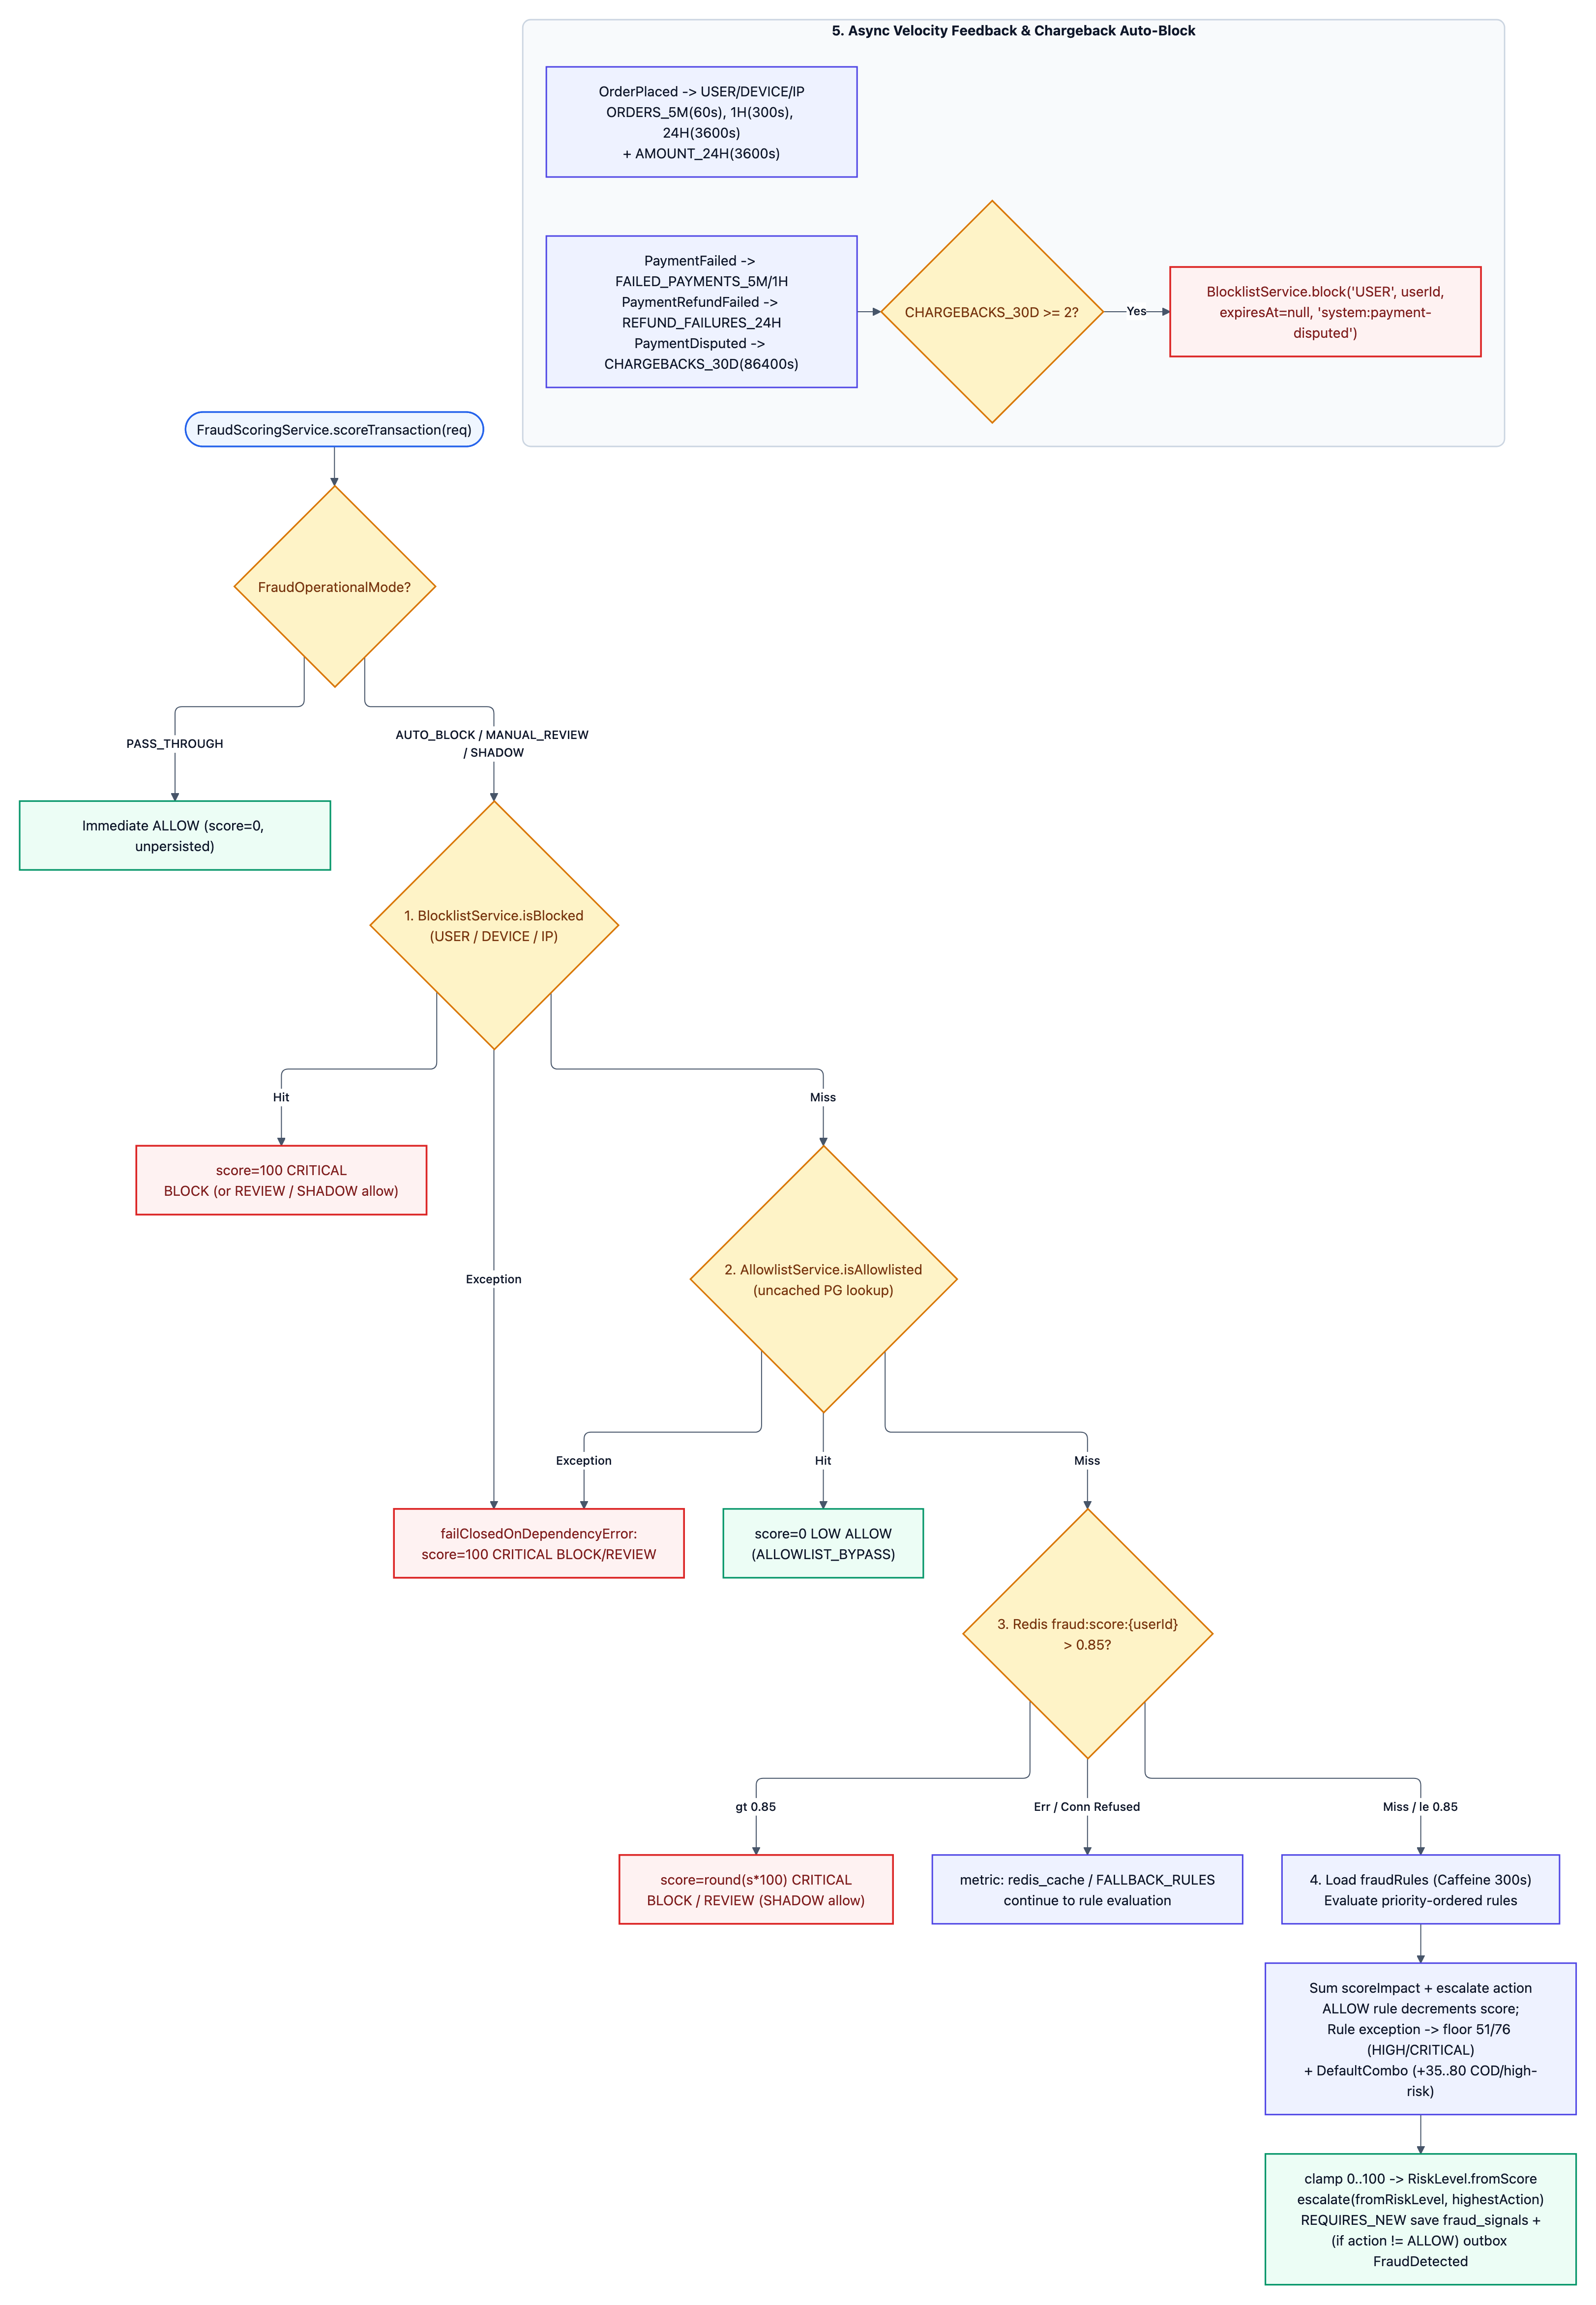 5. Async Velocity Feedback & Chargeback Auto-Block
OrderPlaced -> USER/DEVICE/IP
ORDERS_5M(60s), 1H(300s),
24H(3600s)
+ AMOUNT_24H(3600s)
PaymentFailed ->
FAILED_PAYMENTS_5M/1H
PaymentRefundFailed ->
REFUND_FAILURES_24H
PaymentDisputed ->
CHARGEBACKS_30D(86400s)
CHARGEBACKS_30D >= 2?
Yes
BlocklistService.block('USER', userId,
expiresAt=null, 'system:payment-
disputed')
FraudScoringService.scoreTransaction(req)
FraudOperationalMode?
PASS_THROUGH
AUTO_BLOCK / MANUAL_REVIEW
/ SHADOW
Immediate ALLOW (score=0,
unpersisted)
1. BlocklistService.isBlocked
(USER / DEVICE / IP)
Hit
Miss
score=100 CRITICAL
BLOCK (or REVIEW / SHADOW allow)
Exception
2. AllowlistService.isAllowlisted
(uncached PG lookup)
Exception
Hit
Miss
failClosedOnDependencyError:
score=100 CRITICAL BLOCK/REVIEW
score=0 LOW ALLOW
(ALLOWLIST_BYPASS)
3. Redis fraud:score:{userId}
> 0.85?
gt 0.85
Err / Conn Refused
Miss / le 0.85
score=round(s*100) CRITICAL
BLOCK / REVIEW (SHADOW allow)
metric: redis_cache / FALLBACK_RULES
continue to rule evaluation
4. Load fraudRules (Caffeine 300s)
Evaluate priority-ordered rules
Sum scoreImpact + escalate action
ALLOW rule decrements score;
Rule exception -> floor 51/76
(HIGH/CRITICAL)
+ DefaultCombo (+35..80 COD/high-
risk)
clamp 0..100 -> RiskLevel.fromScore
escalate(fromRiskLevel, highestAction)
REQUIRES_NEW save fraud_signals +
(if action != ALLOW) outbox
FraudDetected